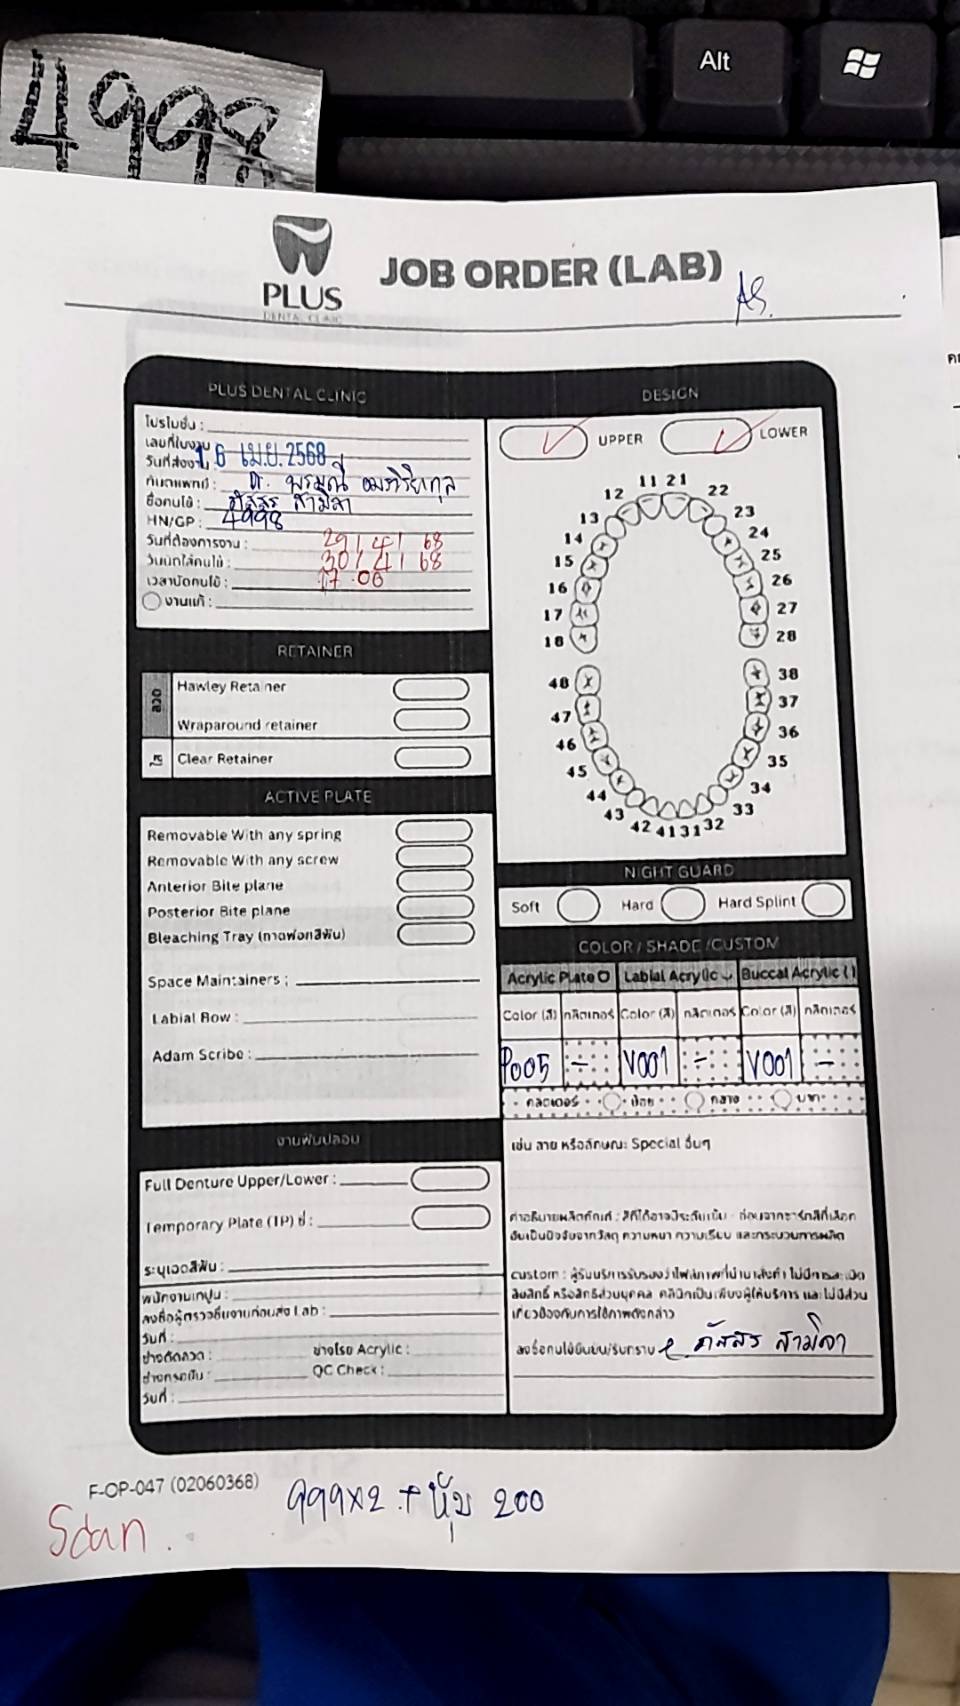 Alt
4998
PLUS
DENTAL CLINIC
JOB ORDER (LAB)
PLUS DENTAL CLINIC
โปรโมชั่น :
เลขที่ใบงาน
วันที่ส่งงาน : 16 เม.ย. 2568
ทันตแพทย์ : Dr.
ชื่อคนไข้ : ภัสสร สามิลา
HN/GP : 4998
วันที่ต้องการงาน : 29 / 4 / 68
วันนัดใส่คนไข้ : 30 / 4 / 68
เวลานัดคนไข้ : 17.00
งานแก้ :
DESIGN
UPPER
LOWER
11 21
12 22
13 23
14 24
15 25
16 26
17 27
18 28
48 38
47 37
46 36
45 35
44 34
43 33
42 41 31 32
RETAINER
ลวด
Hawley Retainer
Wraparound retainer
ใส
Clear Retainer
ACTIVE PLATE
Removable With any spring
Removable With any screw
Anterior Bite plane
Posterior Bite plane
Bleaching Tray (ถาดฟอกสีฟัน)
Space Maintainers :
Labial Bow :
Adam Scribe :
NIGHT GUARD
Soft Hard Hard Splint
COLOR / SHADE /CUSTOM
Acrylic Plate O Labial Acrylic ◡ Buccal Acrylic ( )
Color (สี) กลิตเตอร์ Color (สี) กลิตเตอร์ Color (สี) กลิตเตอร์
P005 - V001 - V001 -
กลิตเตอร์ น้อย กลาง มาก
เช่น ลาย หรือลักษณะ Special อื่นๆ
คำอธิบายผลิตภัณฑ์ : สีที่ได้อาจมีระดับเข้ม - อ่อนจากชาร์ตสีที่เลือก
อันเป็นปัจจัยจากวัสดุ ความหนา ความเรียบ และกระบวนการผลิต
custom : ผู้รับบริการรับรองว่าไฟล์ภาพที่นำมาสั่งทำ ไม่มีการละเมิด
ลิขสิทธิ์ หรือสิทธิส่วนบุคคล คลินิกเป็นเพียงผู้ให้บริการ และไม่มีส่วน
เกี่ยวข้องกับการใช้ภาพดังกล่าว
ลงชื่อคนไข้ยืนยัน/รับทราบ ภัสสร สามิลา
งานฟันปลอม
Full Denture Upper/Lower :
Temporary Plate (TP) ซี่ :
ระบุเฉดสีฟัน :
พนักงานเทปูน :
ลงชื่อผู้ตรวจชิ้นงานก่อนส่ง Lab :
วันที่ :
ช่างดัดลวด : ช่างโรย Acrylic :
ช่างกรอขัด : QC Check :
วันที่ :
F-OP-047 (02060368)
999x2 + นุ้ม 200
Scan.